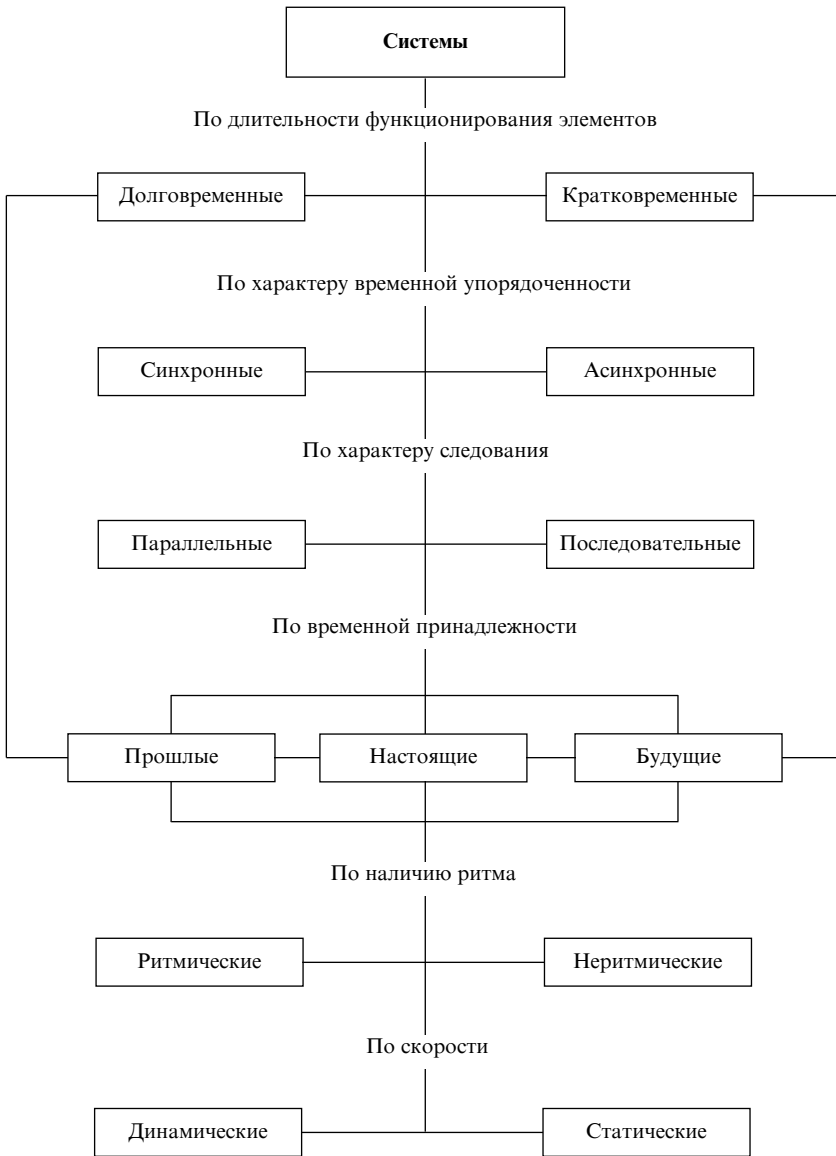 Системы
По длительности функционирования элементов
Долговременные
Кратковременные
По характеру временной упорядоченности
Синхронные
Асинхронные
По характеру следования
Параллельные
Последовательные
По временной принадлежности
Прошлые
Настоящие
Будущие
По наличию ритма
Ритмические
Неритмические
По скорости
Динамические
Статические